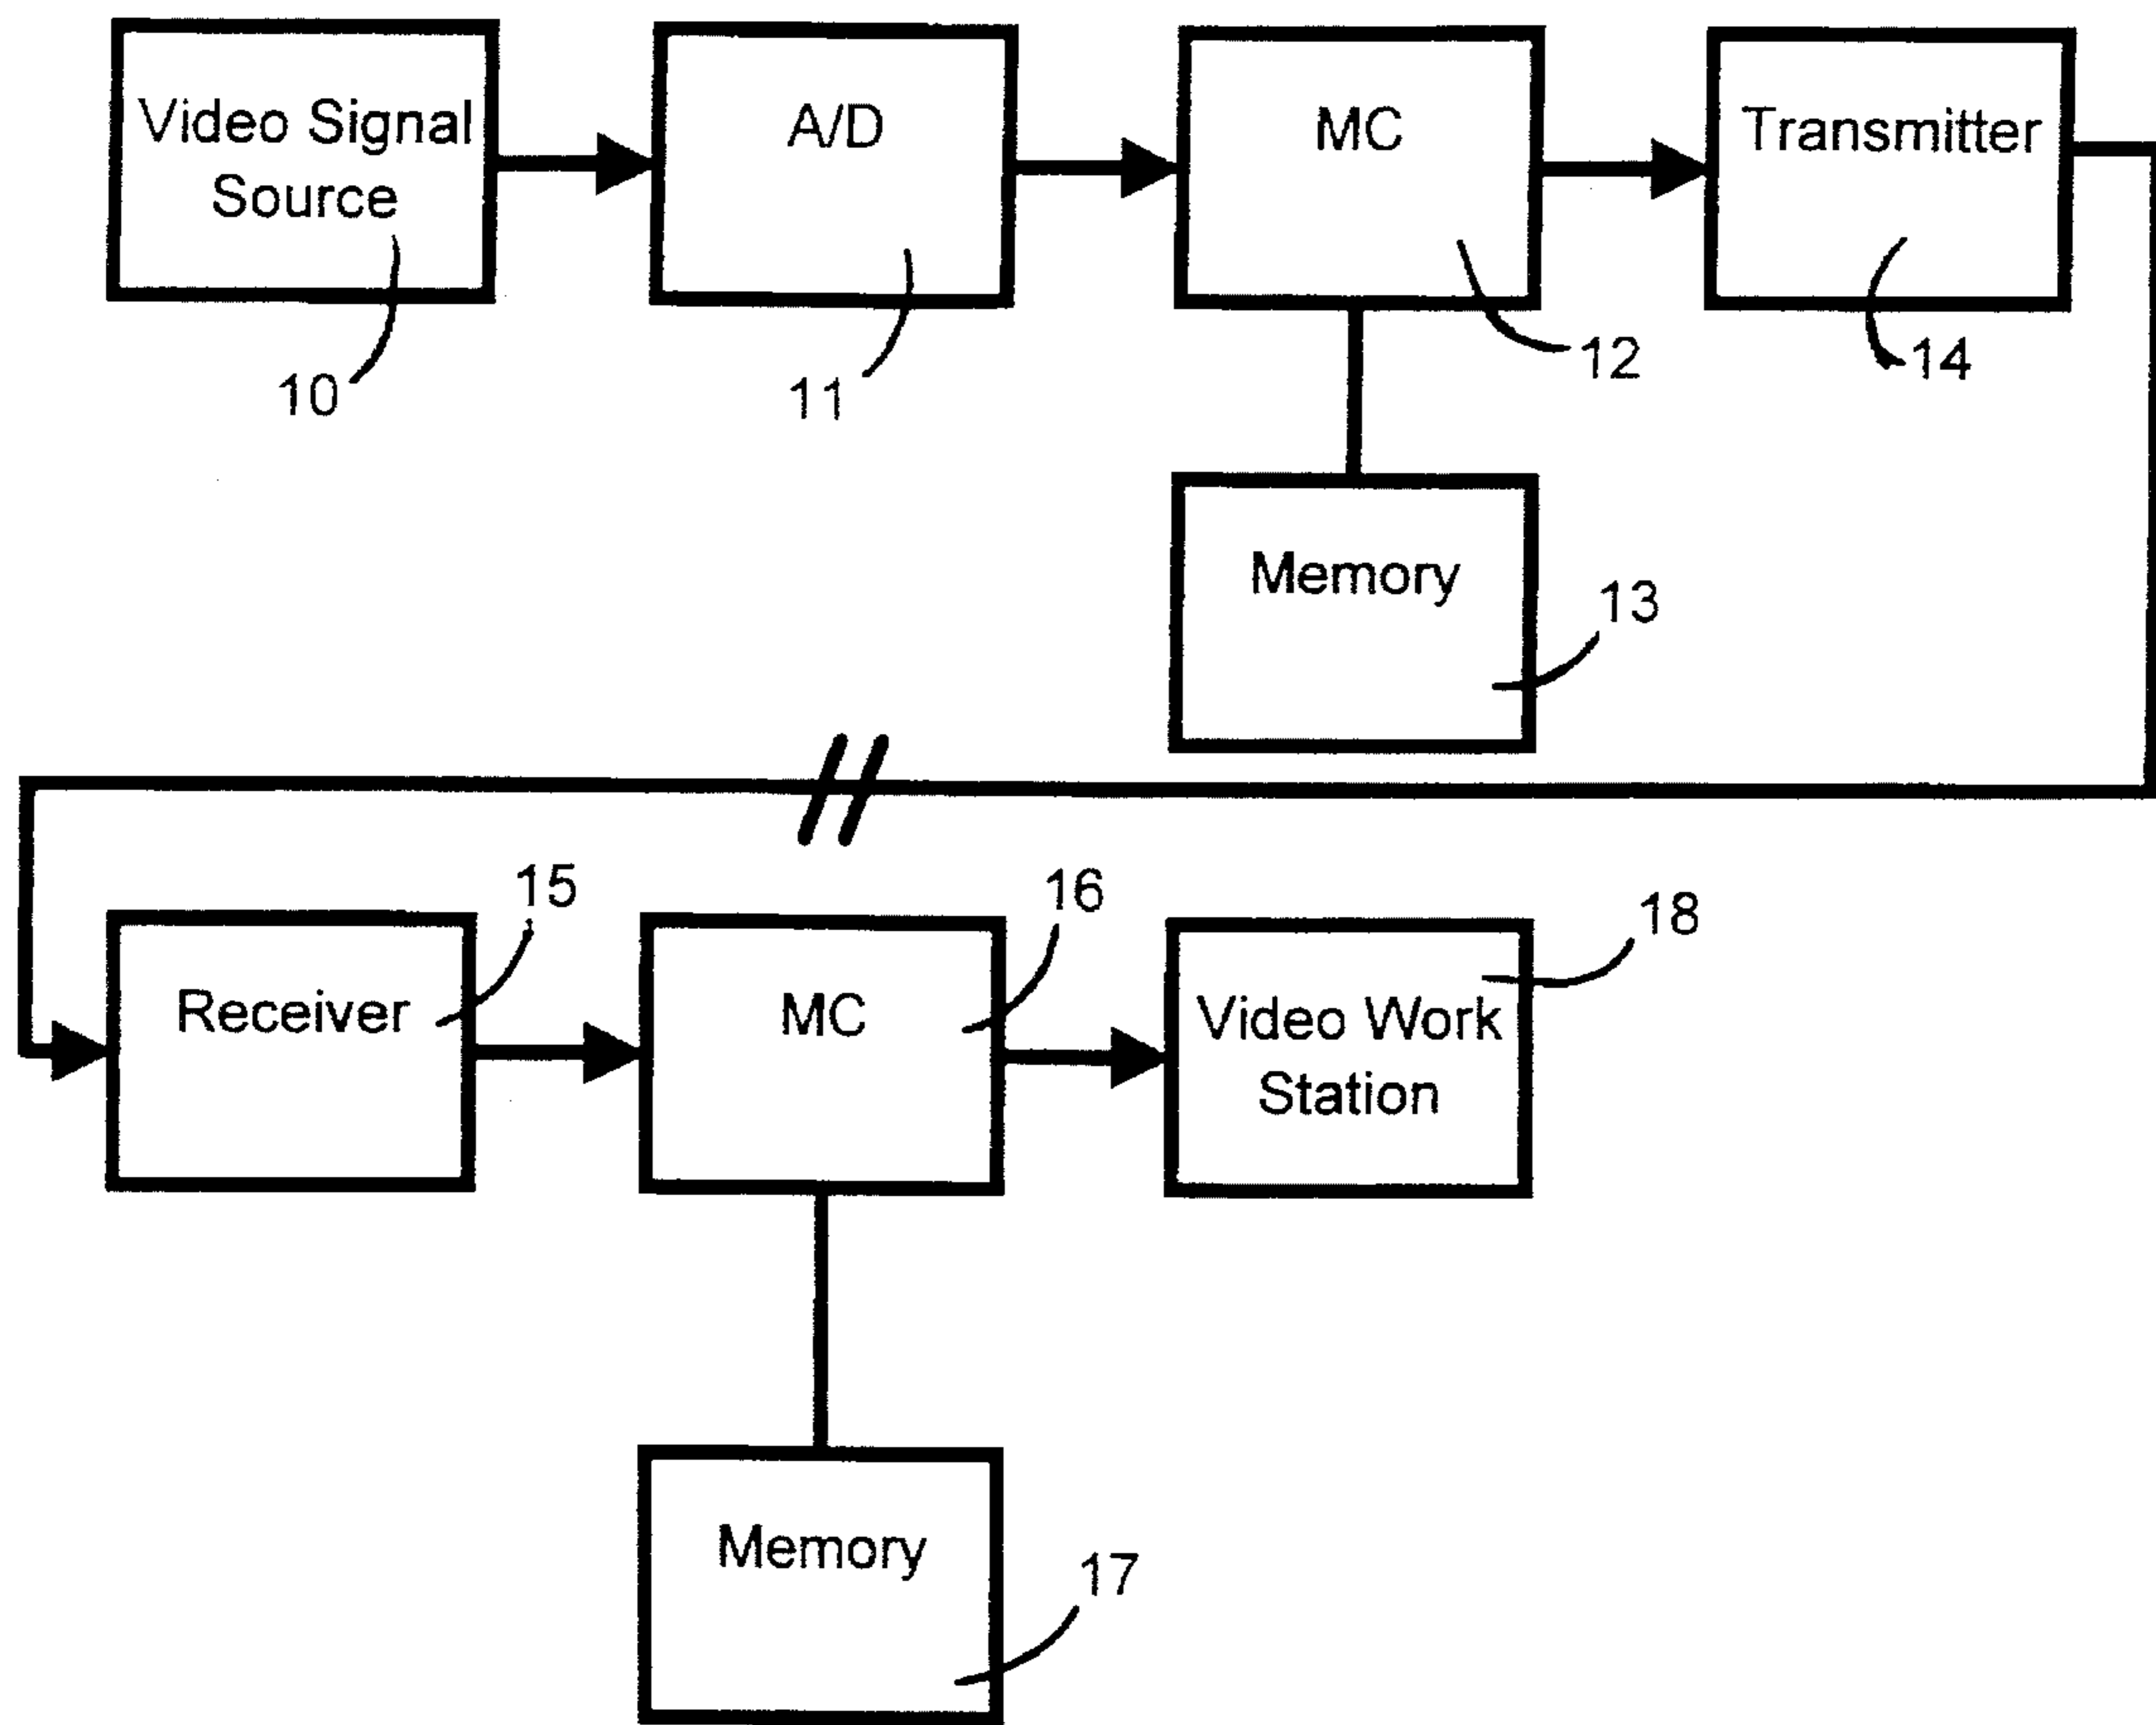 Video Signal
Source
10
A/D
11
MC
12
Transmitter
14
Memory
13
Receiver
15
MC
16
Video Work
Station
18
Memory
17